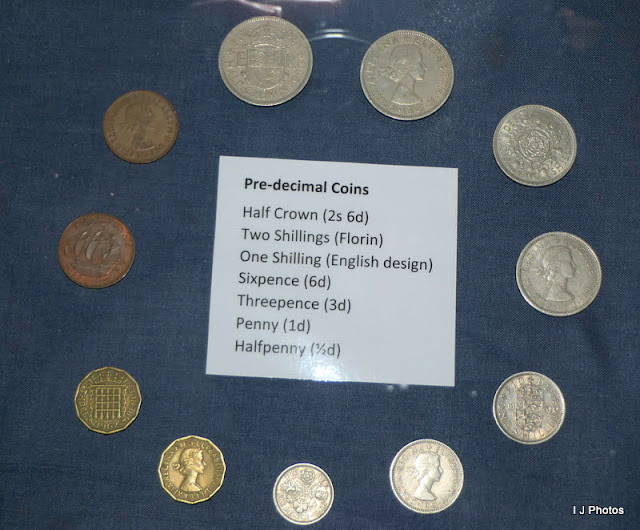 Pre-decimal Coins
Half Crown (2s 6d)
Two Shillings (Florin)
One Shilling (English design)
Sixpence (6d)
Threepence (3d)
Penny (1d)
Halfpenny (½d)
I J Photos